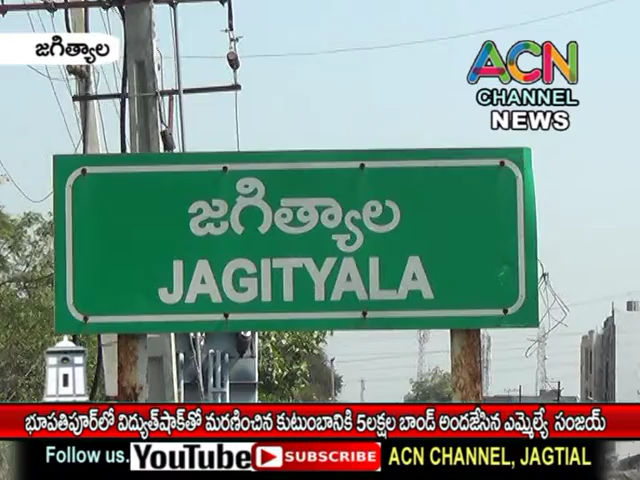 జగిత్యాల
ACN
CHANNEL
NEWS
జగిత్యాల
JAGITYALA
భూపతిపూర్‌లో విద్యుత్‌షాక్‌తో మరణించిన కుటుంబానికి 5లక్షల బాండ్ అందజేసిన ఎమ్మెల్యే సంజయ్
Follow us. YouTube SUBSCRIBE ACN CHANNEL, JAGTIAL